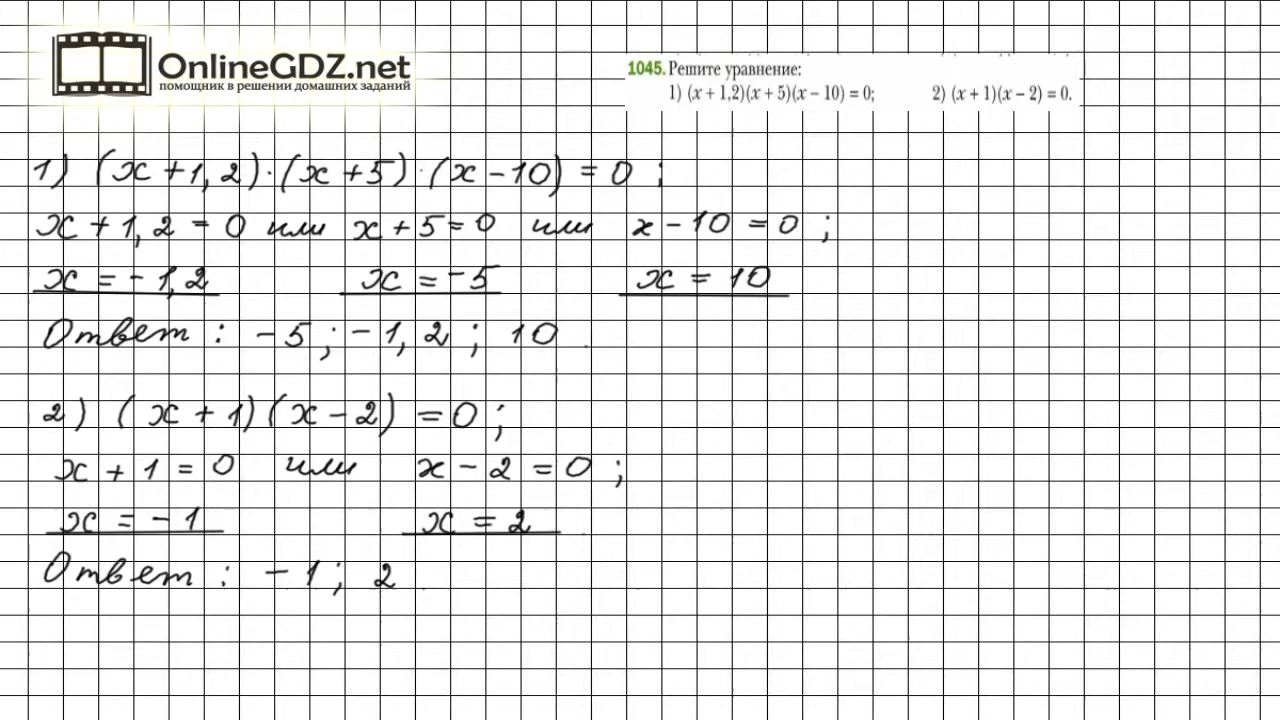 OnlineGDZ.net
помощник в решении домашних заданий
1045. Решите уравнение:
1) (x + 1,2)(x + 5)(x − 10) = 0; 2) (x + 1)(x − 2) = 0.
1) (x + 1,2) · (x + 5) · (x − 10) = 0 ;
x + 1,2 = 0 или x + 5 = 0 или x − 10 = 0 ;
x = − 1,2 x = − 5 x = 10
Ответ : − 5 ; − 1,2 ; 10
2) (x + 1) (x − 2) = 0 ;
x + 1 = 0 или x − 2 = 0 ;
x = − 1 x = 2
Ответ : − 1 ; 2